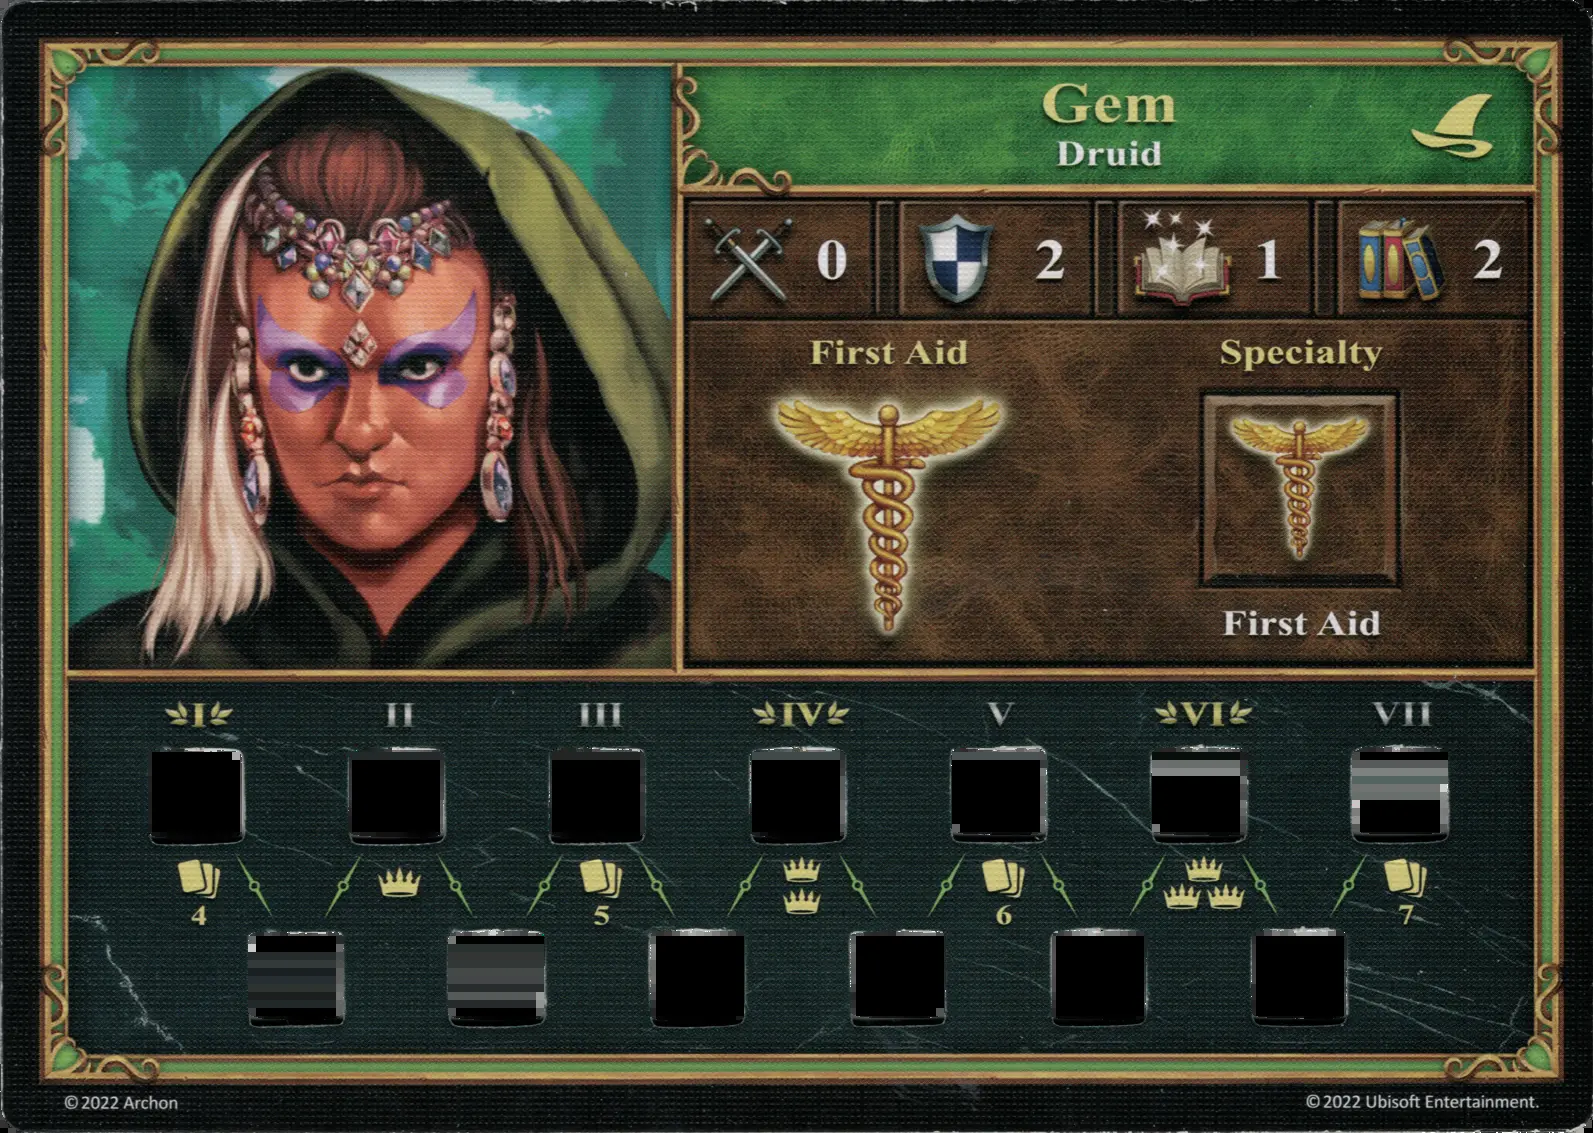 Gem
Druid
0 2 1 2
First Aid Specialty
First Aid
I II III IV V VI VII
4 5 6 7
©2022 Archon ©2022 Ubisoft Entertainment.